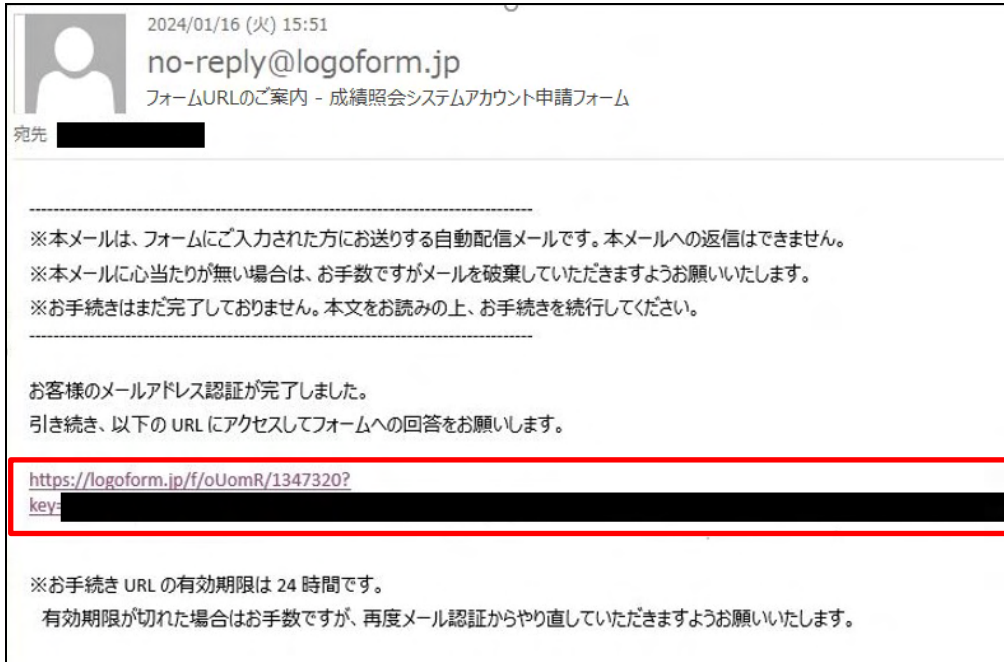 2024/01/16 (火) 15:51
no-reply@logoform.jp
フォームURLのご案内 - 成績照会システムアカウント申請フォーム
宛先
------------------------------------------------------------------------------------
※本メールは、フォームにご入力された方にお送りする自動配信メールです。本メールへの返信はできません。
※本メールに心当たりが無い場合は、お手数ですがメールを破棄していただきますようお願いいたします。
※お手続きはまだ完了しておりません。本文をお読みの上、お手続きを続行してください。
------------------------------------------------------------------------------------
お客様のメールアドレス認証が完了しました。
引き続き、以下の URL にアクセスしてフォームへの回答をお願いします。
https://logoform.jp/f/oUomR/1347320?
key=
※お手続き URL の有効期限は 24 時間です。
有効期限が切れた場合はお手数ですが、再度メール認証からやり直していただきますようお願いいたします。